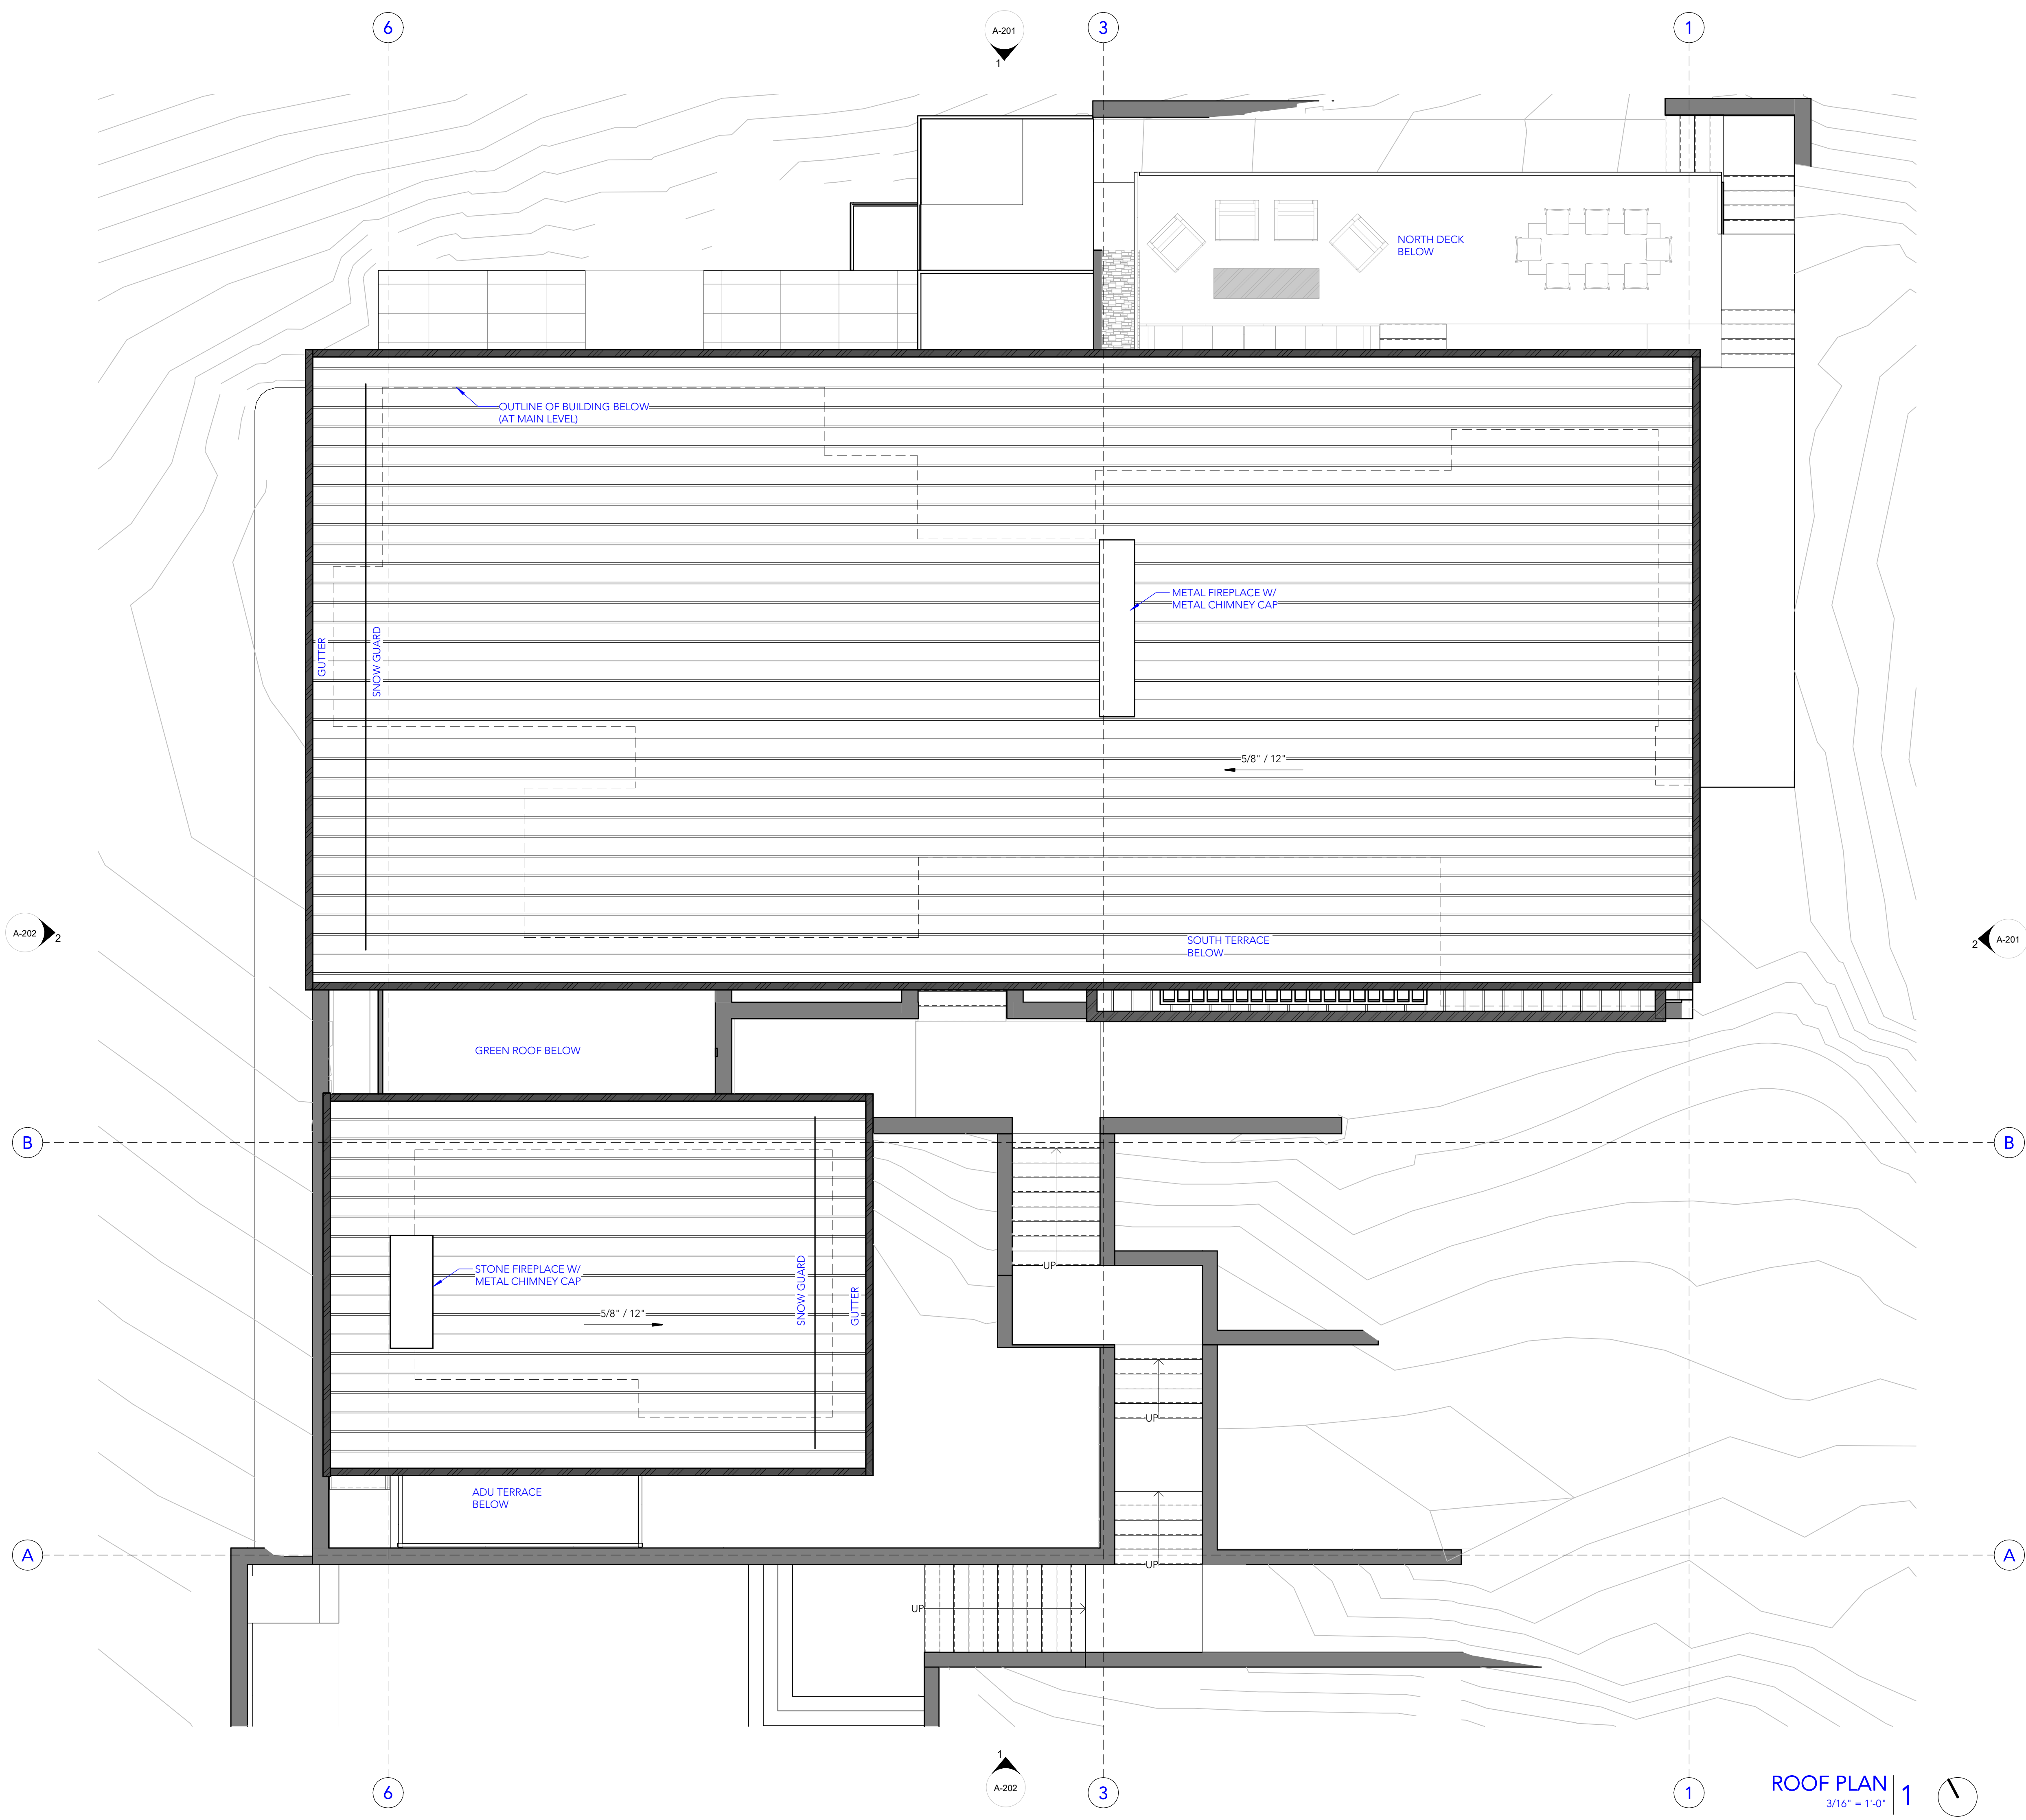 6
A-201
1
3
1
NORTH DECK
BELOW
OUTLINE OF BUILDING BELOW
(AT MAIN LEVEL)
METAL FIREPLACE W/
METAL CHIMNEY CAP
GUTTER
SNOW GUARD
5/8" / 12"
A-202
2
SOUTH TERRACE
BELOW
2
A-201
GREEN ROOF BELOW
B
B
STONE FIREPLACE W/
METAL CHIMNEY CAP
5/8" / 12"
SNOW GUARD
GUTTER
UP
UP
ADU TERRACE
BELOW
A
UP
A
UP
1
A-202
6
3
1
ROOF PLAN
3/16" = 1'-0"
1